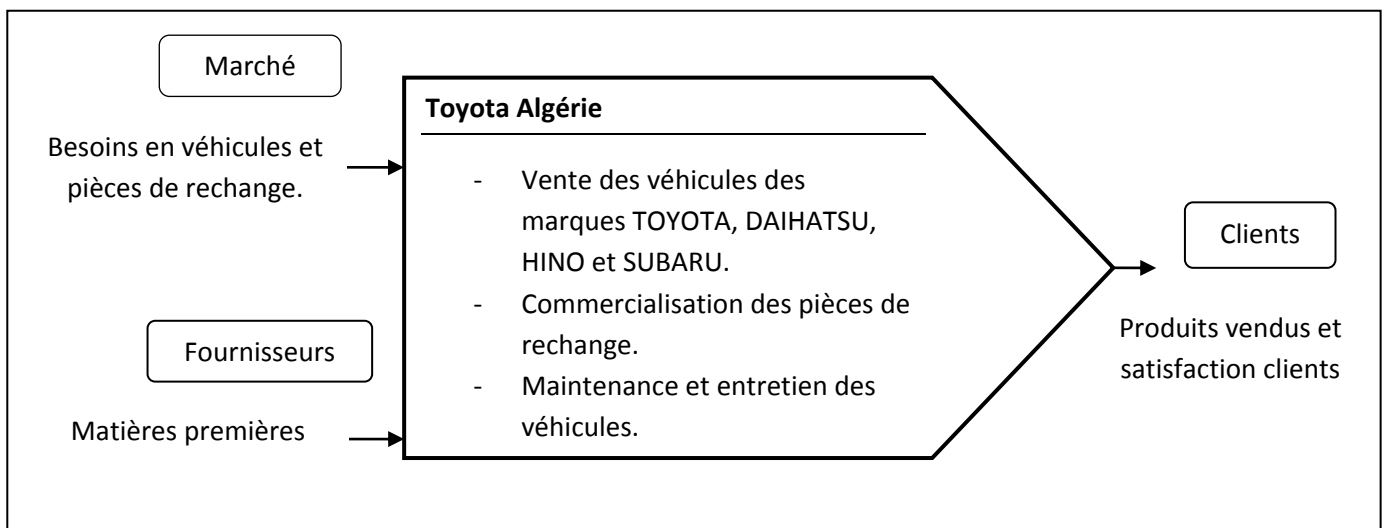 Marché
Besoins en véhicules et
pièces de rechange.
Fournisseurs
Matières premières
Toyota Algérie
- Vente des véhicules des
marques TOYOTA, DAIHATSU,
HINO et SUBARU.
- Commercialisation des pièces de
rechange.
- Maintenance et entretien des
véhicules.
Clients
Produits vendus et
satisfaction clients